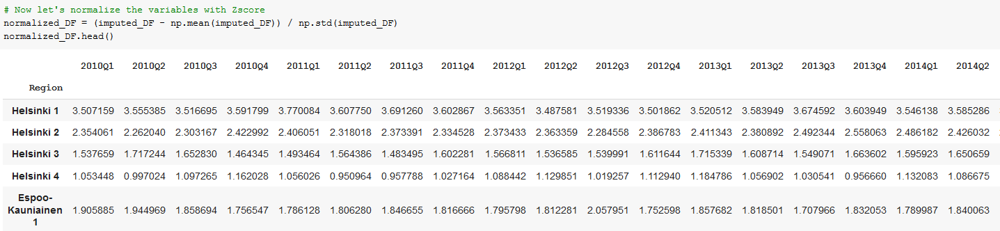 # Now let's normalize the variables with Zscore
normalized_DF = (imputed_DF - np.mean(imputed_DF)) / np.std(imputed_DF)
normalized_DF.head()
2010Q1 2010Q2 2010Q3 2010Q4 2011Q1 2011Q2 2011Q3 2011Q4 2012Q1 2012Q2 2012Q3 2012Q4 2013Q1 2013Q2 2013Q3 2013Q4 2014Q1 2014Q2
Region
Helsinki 1 3.507159 3.555385 3.516695 3.591799 3.770084 3.607750 3.691260 3.602867 3.563351 3.487581 3.519336 3.501862 3.520512 3.583949 3.674592 3.603949 3.546138 3.585286
Helsinki 2 2.354061 2.262040 2.303167 2.422992 2.406051 2.318018 2.373391 2.334528 2.373433 2.363359 2.284558 2.386783 2.411343 2.380892 2.492344 2.558063 2.486182 2.426032
Helsinki 3 1.537659 1.717244 1.652830 1.464345 1.493464 1.564386 1.483495 1.602281 1.566811 1.536585 1.539991 1.611644 1.715339 1.608714 1.549071 1.663602 1.595923 1.650659
Helsinki 4 1.053448 0.997024 1.097265 1.162028 1.056026 0.950964 0.957788 1.027164 1.088442 1.129851 1.019257 1.112940 1.184786 1.056902 1.030541 0.956660 1.132083 1.086675
Espoo-
Kauniainen 1.905885 1.944969 1.858694 1.756547 1.786128 1.806280 1.846655 1.816666 1.795798 1.812281 2.057951 1.752598 1.857682 1.818501 1.707966 1.832053 1.789987 1.840063
1